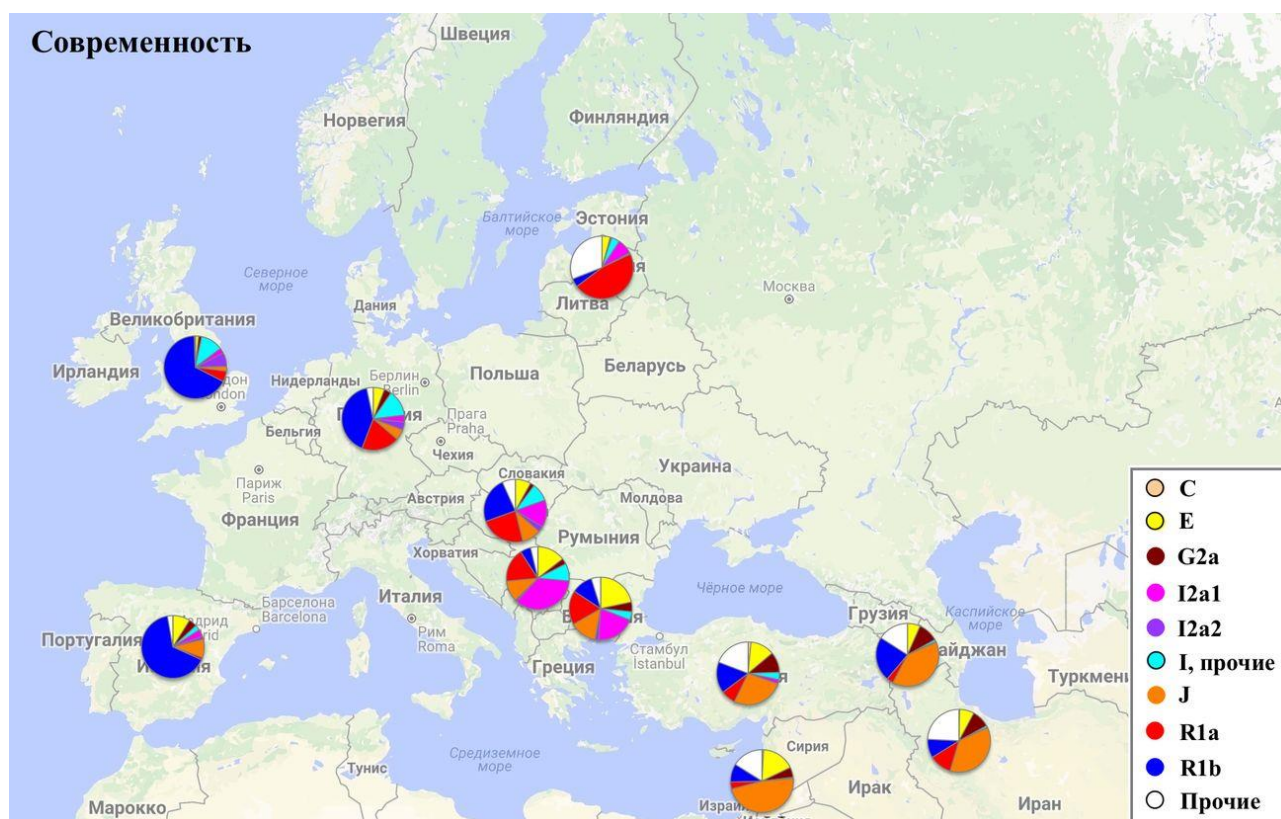 Современность
Швеция
Норвегия
Финляндия
Балтийское
море
Эстония
Северное
море
Дания
Литва
Москва
Великобритания
Ирландия
Нидерланды
Берлин
Berlin
Польша
Беларусь
Бельгия
Прага
Praha
Чехия
Париж
Paris
Словакия
Украина
Австрия
Молдова
Франция
Хорватия
Румыния
Италия
Чёрное море
Грузия
Каспийское
море
Барселона
Barcelona
Португалия
Рим
Roma
Греция
Стамбул
İstanbul
Туркмени
Средиземное
море
Сирия
Тунис
Ирак
Иран
Марокко
C
E
G2a
I2a1
I2a2
I, прочие
J
R1a
R1b
Прочие